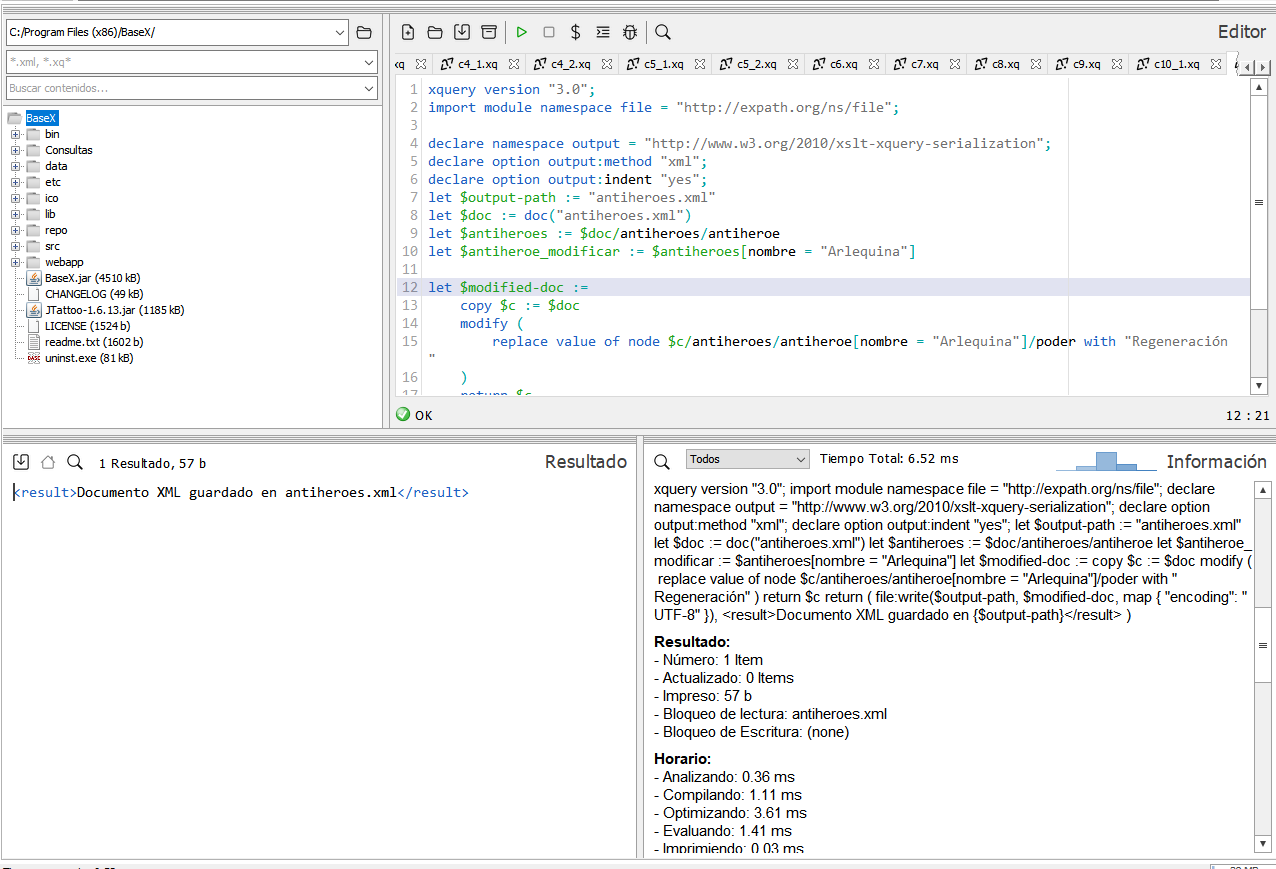 C:/Program Files (x86)/BaseX/
*.xml, *.xq*
Buscar contenidos...
BaseX
bin
Consultas
data
etc
ico
lib
repo
src
webapp
BaseX.jar (4510 kB)
CHANGELOG (49 kB)
JTattoo-1.6.13.jar (1185 kB)
LICENSE (1524 b)
readme.txt (1602 b)
uninst.exe (81 kB)
Editor
xq c4_1.xq c4_2.xq c5_1.xq c5_2.xq c6.xq c7.xq c8.xq c9.xq c10_1.xq
1 xquery version "3.0";
2 import module namespace file = "http://expath.org/ns/file";
3
4 declare namespace output = "http://www.w3.org/2010/xslt-xquery-serialization";
5 declare option output:method "xml";
6 declare option output:indent "yes";
7 let $output-path := "antiheroes.xml"
8 let $doc := doc("antiheroes.xml")
9 let $antiheroes := $doc/antiheroes/antiheroe
10 let $antiheroe_modificar := $antiheroes[nombre = "Arlequina"]
11
12 let $modified-doc :=
13 copy $c := $doc
14 modify (
15 replace value of node $c/antiheroes/antiheroe[nombre = "Arlequina"]/poder with "Regeneración
"
16 )
17 return $c
OK
12 : 21
1 Resultado, 57 b
Resultado
<result>Documento XML guardado en antiheroes.xml</result>
Todos
Tiempo Total: 6.52 ms
Información
xquery version "3.0"; import module namespace file = "http://expath.org/ns/file"; declare
namespace output = "http://www.w3.org/2010/xslt-xquery-serialization"; declare option
output:method "xml"; declare option output:indent "yes"; let $output-path := "antiheroes.xml"
let $doc := doc("antiheroes.xml") let $antiheroes := $doc/antiheroes/antiheroe let $antiheroe_
modificar := $antiheroes[nombre = "Arlequina"] let $modified-doc := copy $c := $doc modify (
replace value of node $c/antiheroes/antiheroe[nombre = "Arlequina"]/poder with "
Regeneración" ) return $c return ( file:write($output-path, $modified-doc, map { "encoding": "
UTF-8" }), <result>Documento XML guardado en {$output-path}</result> )
Resultado:
- Número: 1 Item
- Actualizado: 0 Items
- Impreso: 57 b
- Bloqueo de lectura: antiheroes.xml
- Bloqueo de Escritura: (none)
Horario:
- Analizando: 0.36 ms
- Compilando: 1.11 ms
- Optimizando: 3.61 ms
- Evaluando: 1.41 ms
- Imprimiendo: 0.03 ms